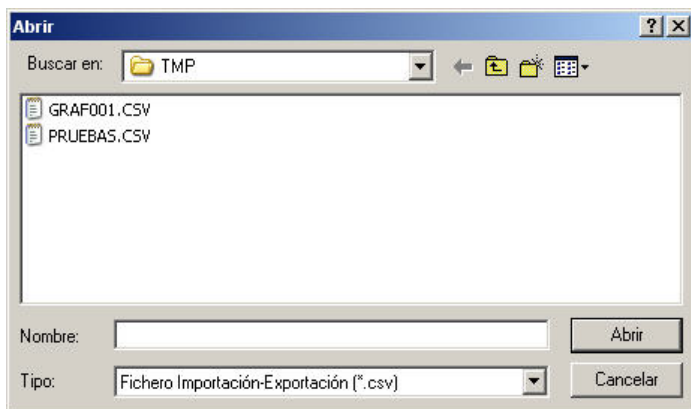 Abrir
Buscar en: TMP
GRAF001.CSV
PRUEBAS.CSV
Nombre: Abrir
Tipo: Fichero Importación-Exportación (*.csv) Cancelar